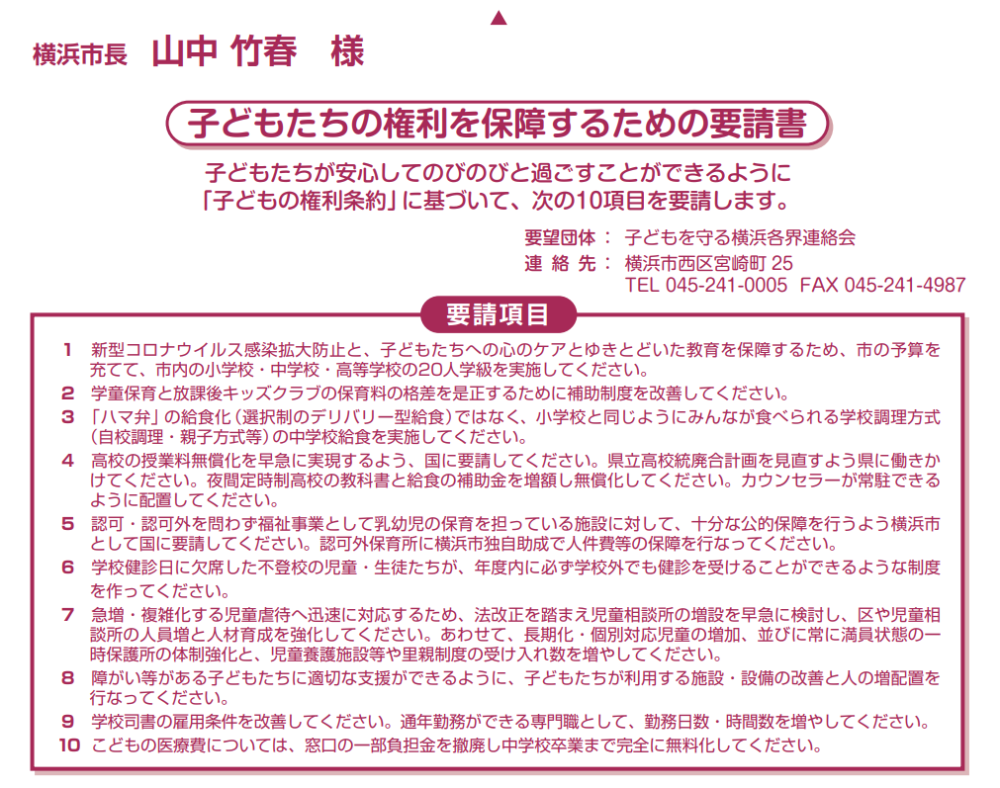 ▲
横浜市長 山中 竹春 様
子どもたちの権利を保障するための要請書
子どもたちが安心してのびのびと過ごすことができるように
「子どもの権利条約」に基づいて、次の10項目を要請します。
要望団体 : 子どもを守る横浜各界連絡会
連絡先 : 横浜市西区宮崎町 25
TEL 045-241-0005 FAX 045-241-4987
要請項目
1 新型コロナウイルス感染拡大防止と、子どもたちへの心のケアとゆきとどいた教育を保障するため、市の予算を
充てて、市内の小学校・中学校・高等学校の20人学級を実施してください。
2 学童保育と放課後キッズクラブの保育料の格差を是正するために補助制度を改善してください。
3 「ハマ弁」の給食化(選択制のデリバリー型給食)ではなく、小学校と同じようにみんなが食べられる学校調理方式
(自校調理・親子方式等)の中学校給食を実施してください。
4 高校の授業料無償化を早急に実現するよう、国に要請してください。県立高校統廃合計画を見直すよう県に働きか
けてください。夜間定時制高校の教科書と給食の補助金を増額し無償化してください。カウンセラーが常駐できる
ように配置してください。
5 認可・認可外を問わず福祉事業として乳幼児の保育を担っている施設に対して、十分な公的保障を行うよう横浜市
として国に要請してください。認可外保育所に横浜市独自助成で人件費等の保障を行なってください。
6 学校健診日に欠席した不登校の児童・生徒たちが、年度内に必ず学校外でも健診を受けることができるような制度
を作ってください。
7 急増・複雑化する児童虐待へ迅速に対応するため、法改正を踏まえ児童相談所の増設を早急に検討し、区や児童相
談所の人員増と人材育成を強化してください。あわせて、長期化・個別対応児童の増加、並びに常に満員状態の一
時保護所の体制強化と、児童養護施設等や里親制度の受け入れ数を増やしてください。
8 障がい等がある子どもたちに適切な支援ができるように、子どもたちが利用する施設・設備の改善と人の増配置を
行なってください。
9 学校司書の雇用条件を改善してください。通年勤務ができる専門職として、勤務日数・時間数を増やしてください。
10 こどもの医療費については、窓口の一部負担金を撤廃し中学校卒業まで完全に無料化してください。